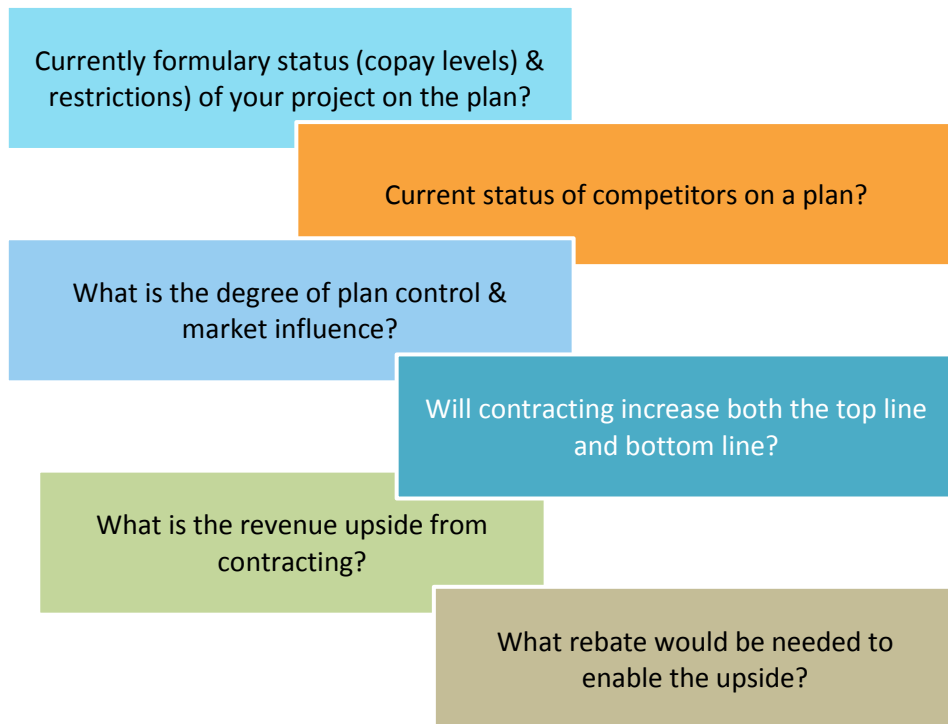 Currently formulary status (copay levels) &
restrictions) of your project on the plan?
Current status of competitors on a plan?
What is the degree of plan control &
market influence?
Will contracting increase both the top line
and bottom line?
What is the revenue upside from
contracting?
What rebate would be needed to
enable the upside?